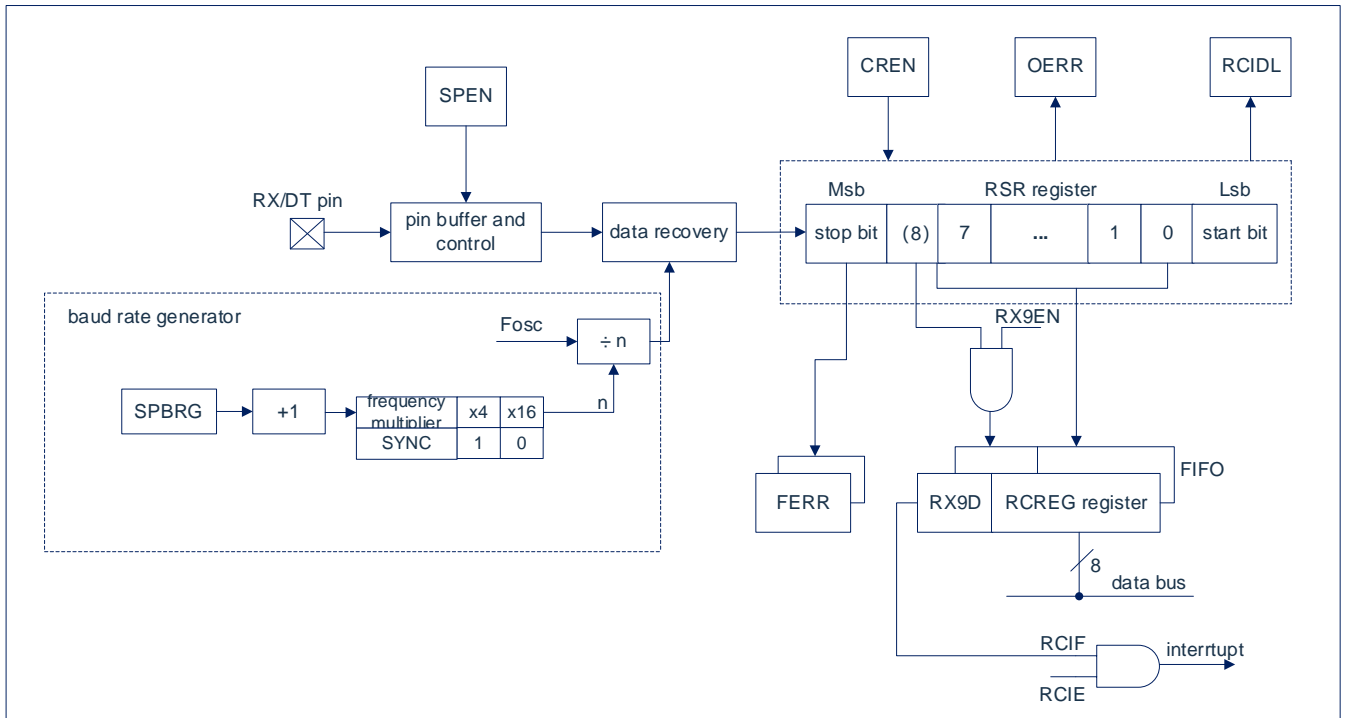 CREN
OERR
RCIDL
SPEN
Msb
RSR register
Lsb
RX/DT pin
pin buffer and
control
data recovery
stop bit
(8)
7
...
1
0
start bit
baud rate generator
Fosc
÷ n
RX9EN
SPBRG
+1
frequency
multiplier
x4
x16
n
SYNC
1
0
FIFO
FERR
RX9D
RCREG register
8
data bus
RCIF
interrtupt
RCIE